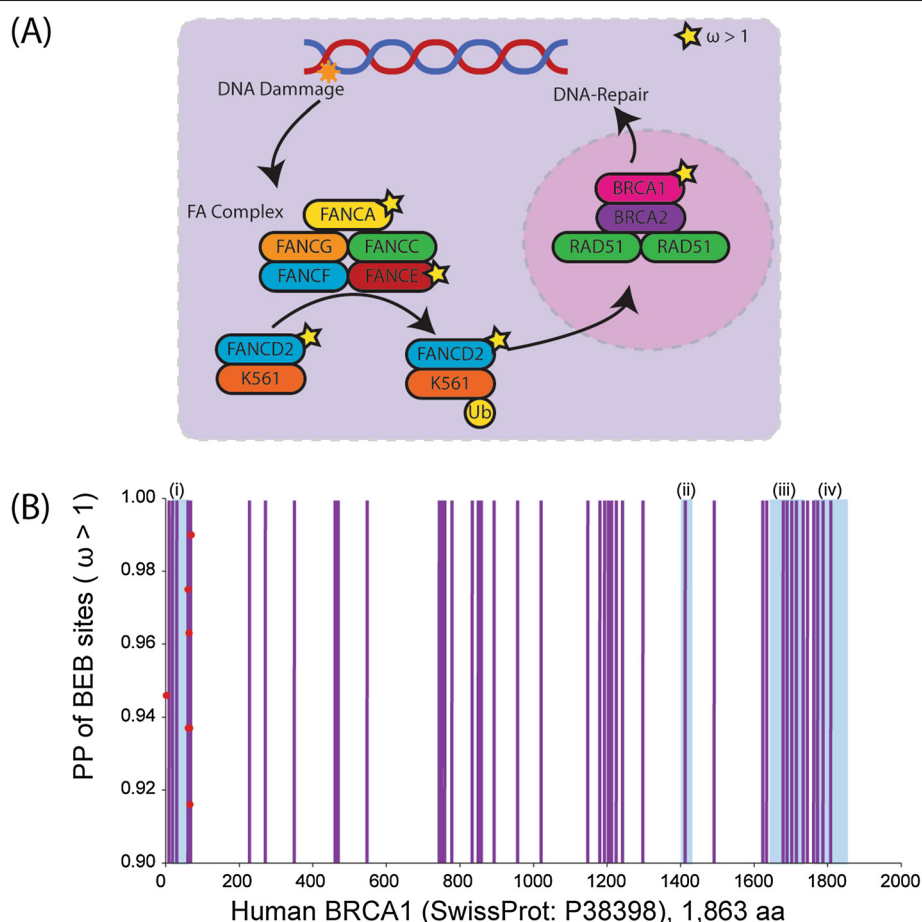 (A)
ω > 1
DNA Dammage
DNA-Repair
FA Complex
FANCA
FANCG
FANCC
FANCF
FANCE
FANCD2
K561
FANCD2
K561
Ub
BRCA1
BRCA2
RAD51
RAD51
(B)
(i)
(ii)
(iii)
(iv)
PP of BEB sites ( ω > 1)
1.00
0.98
0.96
0.94
0.92
0.90
0
200
400
600
800
1000
1200
1400
1600
1800
2000
Human BRCA1 (SwissProt: P38398), 1,863 aa